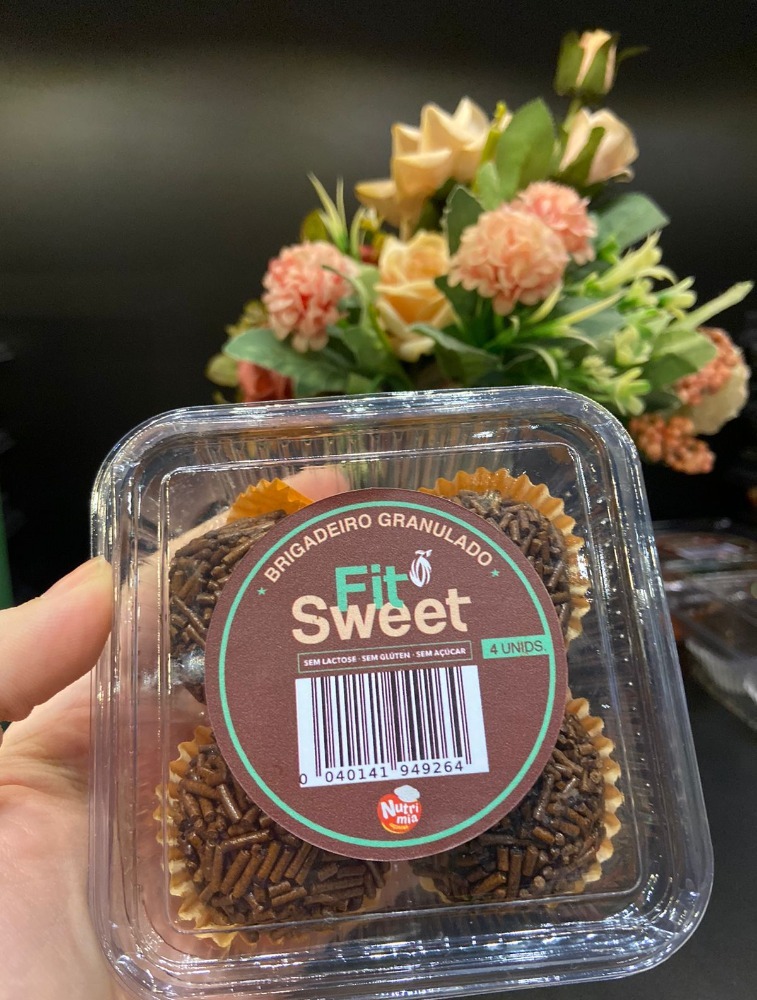 BRIGADEIRO GRANULADO
Fit
Sweet
SEM LACTOSE · SEM GLÚTEN · SEM AÇÚCAR
4 UNIDS.
0 040141 949264
Nutri
mia